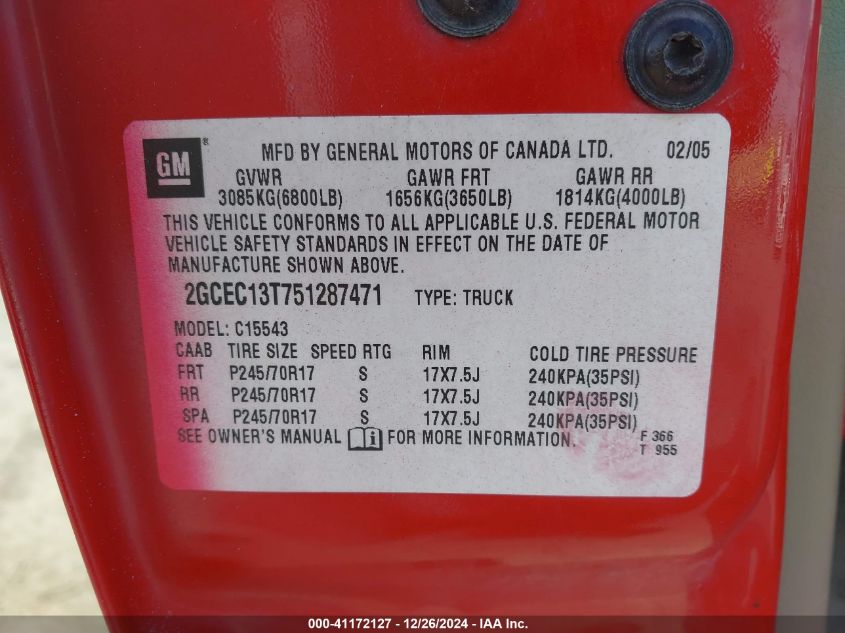 GM® MFD BY GENERAL MOTORS OF CANADA LTD. 02/05
GVWR GAWR FRT GAWR RR
3085KG(6800LB) 1656KG(3650LB) 1814KG(4000LB)
THIS VEHICLE CONFORMS TO ALL APPLICABLE U.S. FEDERAL MOTOR
VEHICLE SAFETY STANDARDS IN EFFECT ON THE DATE OF
MANUFACTURE SHOWN ABOVE.
2GCEC13T751287471 TYPE: TRUCK
MODEL: C15543
CAAB TIRE SIZE SPEED RTG RIM COLD TIRE PRESSURE
FRT P245/70R17 S 17X7.5J 240KPA(35PSI)
RR P245/70R17 S 17X7.5J 240KPA(35PSI)
SPA P245/70R17 S 17X7.5J 240KPA(35PSI)
SEE OWNER'S MANUAL i FOR MORE INFORMATION. F 366
T 955
000-41172127 - 12/26/2024 - IAA Inc.